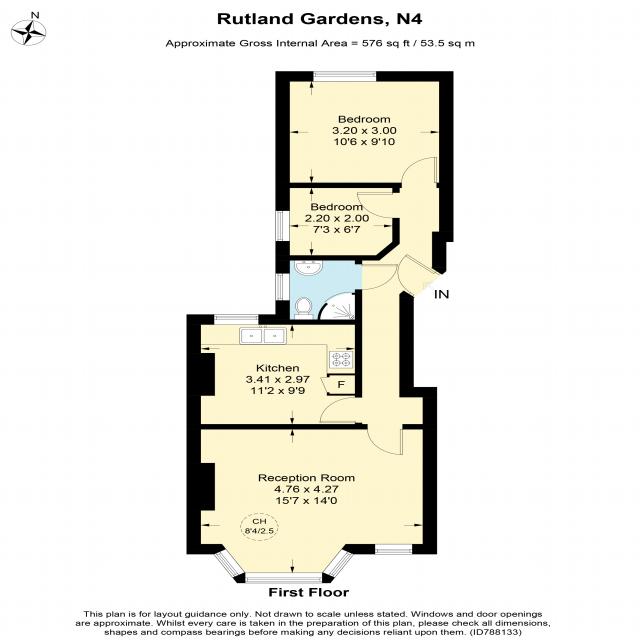 Rutland Gardens, N4
N
Approximate Gross Internal Area = 576 sq ft / 53.5 sq m
Bedroom
3.20 x 3.00
10'6 x 9'10
Bedroom
2.20 x 2.00
7'3 x 6'7
IN
Kitchen
3.41 x 2.97
11'2 x 9'9
F
Reception Room
4.76 x 4.27
15'7 x 14'0
CH
8'4/2.5
First Floor
This plan is for layout guidance only. Not drawn to scale unless stated. Windows and door openings
are approximate. Whilst every care is taken in the preparation of this plan, please check all dimensions,
shapes and compass bearings before making any decisions reliant upon them. (ID788133)